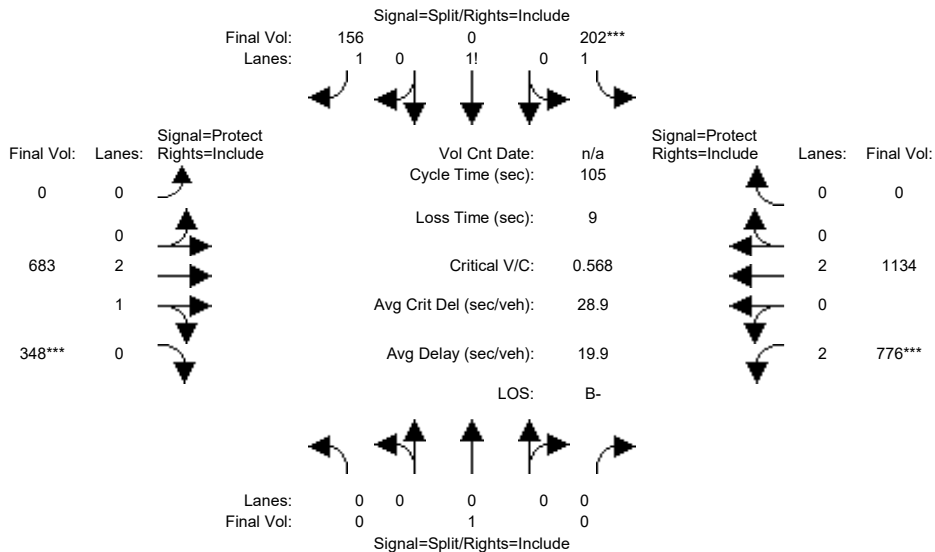 Signal=Split/Rights=Include
Final Vol: 156 0 202***
Lanes: 1 0 1! 0 1
Signal=Protect Signal=Protect
Final Vol: Lanes: Rights=Include Vol Cnt Date: n/a Rights=Include Lanes: Final Vol:
Cycle Time (sec): 105
0 0 0 0
Loss Time (sec): 9
0 0
683 2 Critical V/C: 0.568 2 1134
1 Avg Crit Del (sec/veh): 28.9 0
348*** 0 Avg Delay (sec/veh): 19.9 2 776***
LOS: B-
Lanes: 0 0 0 0 0
Final Vol: 0 1 0
Signal=Split/Rights=Include